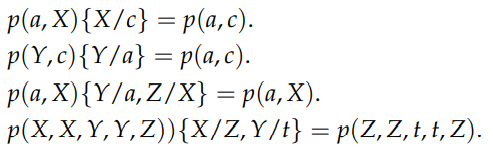 p(a, X){X/c} = p(a, c).
p(Y, c){Y/a} = p(a, c).
p(a, X){Y/a, Z/X} = p(a, X).
p(X, X, Y, Y, Z)){X/Z, Y/t} = p(Z, Z, t, t, Z).